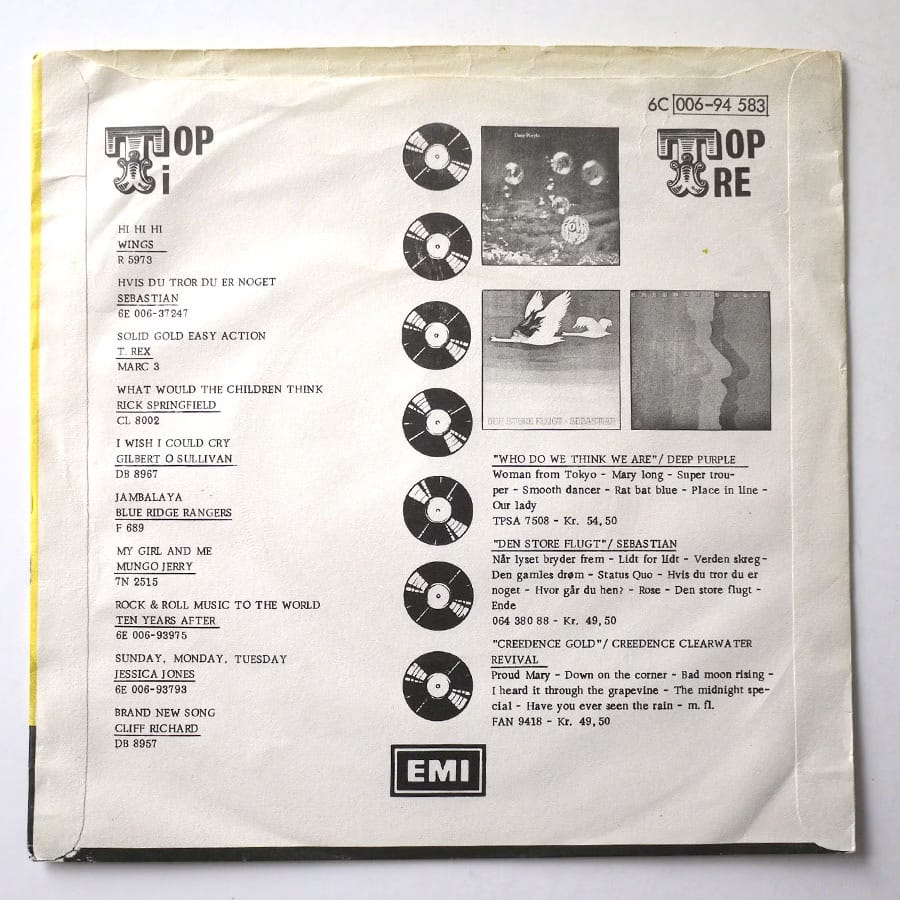 6C 006-94 583
TOP
Ti
HI HI HI
WINGS
R 5973
HVIS DU TROR DU ER NOGET
SEBASTIAN
6E 006-37247
SOLID GOLD EASY ACTION
T. REX
MARC 3
WHAT WOULD THE CHILDREN THINK
RICK SPRINGFIELD
CL 8002
I WISH I COULD CRY
GILBERT O SULLIVAN
DB 8967
JAMBALAYA
BLUE RIDGE RANGERS
F 689
MY GIRL AND ME
MUNGO JERRY
7N 2515
ROCK & ROLL MUSIC TO THE WORLD
TEN YEARS AFTER
6E 006-93975
SUNDAY, MONDAY, TUESDAY
JESSICA JONES
6E 006-93793
BRAND NEW SONG
CLIFF RICHARD
DB 8957
Deep Purple
TOP
TRE
DEN STORE FLUGT - SEBASTIAN
"WHO DO WE THINK WE ARE"/ DEEP PURPLE
Woman from Tokyo - Mary long - Super trou-
per - Smooth dancer - Rat bat blue - Place in line -
Our lady
TPSA 7508 - Kr. 54,50
"DEN STORE FLUGT"/ SEBASTIAN
Når lyset bryder frem - Lidt for lidt - Verden skreg-
Den gamles drøm - Status Quo - Hvis du tror du er
noget - Hvor går du hen? - Rose - Den store flugt -
Ende
064 380 88 - Kr. 49,50
"CREEDENCE GOLD"/ CREEDENCE CLEARWATER
REVIVAL
Proud Mary - Down on the corner - Bad moon rising -
I heard it through the grapevine - The midnight spe-
cial - Have you ever seen the rain - m. fl.
FAN 9418 - Kr. 49,50
EMI